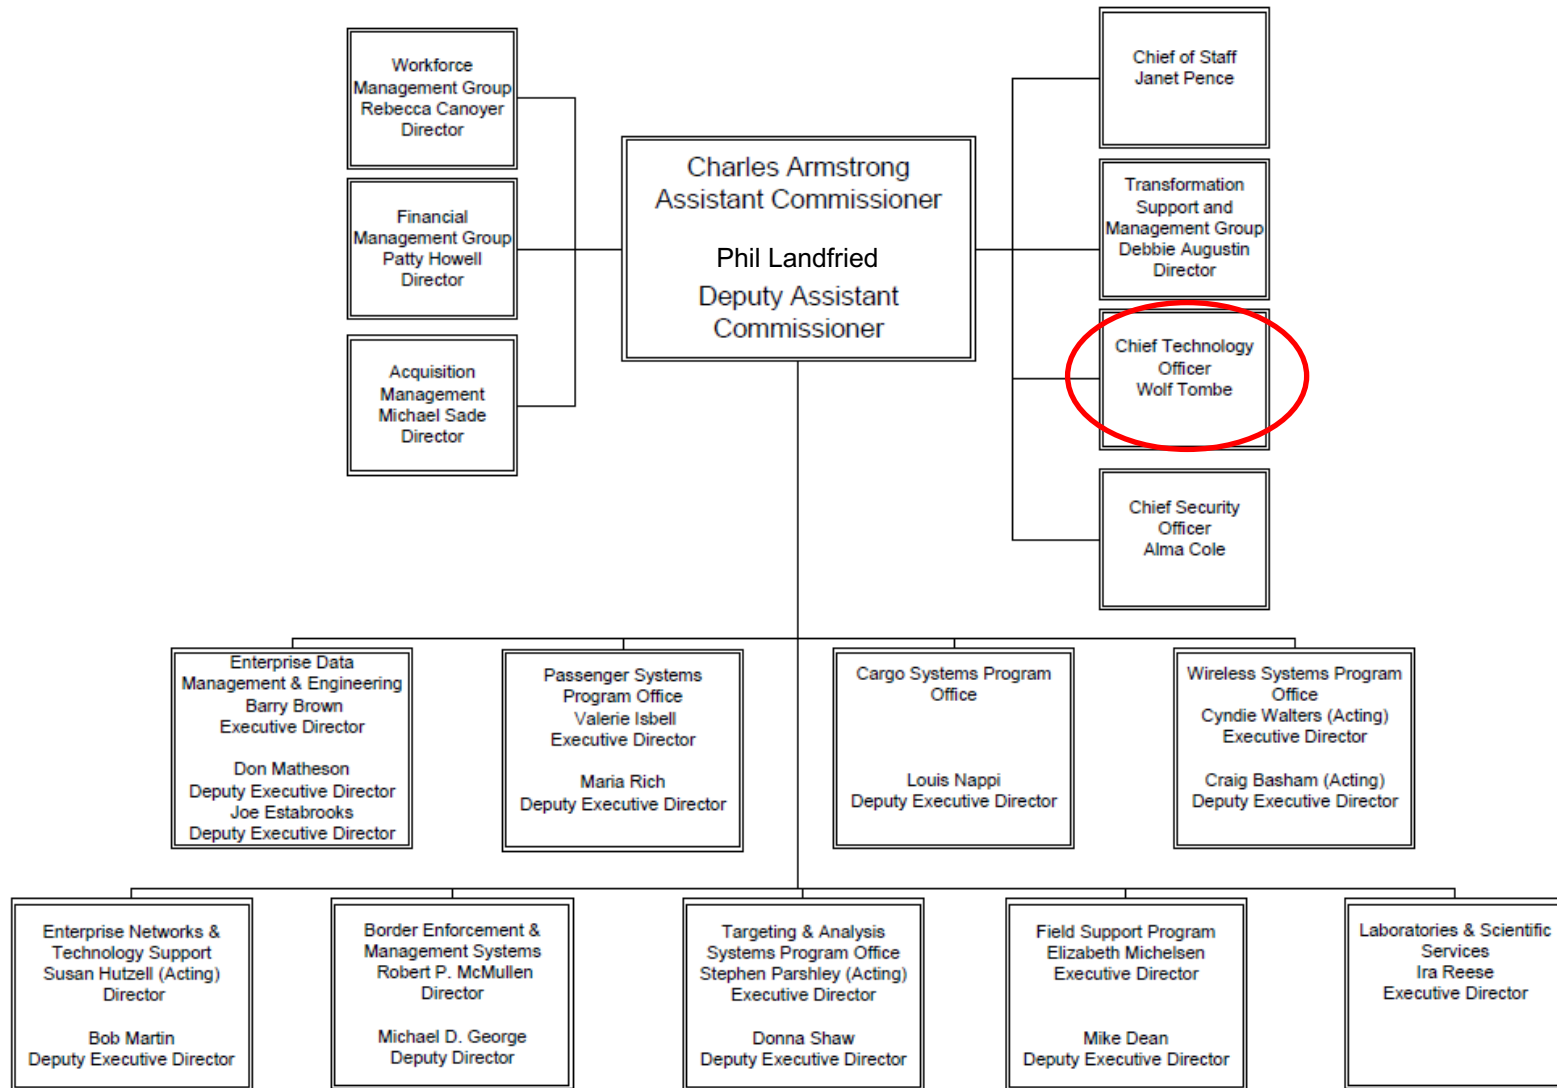 Workforce
Management Group
Rebecca Canoyer
Director
Financial
Management Group
Patty Howell
Director
Acquisition
Management
Michael Sade
Director
Charles Armstrong
Assistant Commissioner
Phil Landfried
Deputy Assistant
Commissioner
Chief of Staff
Janet Pence
Transformation
Support and
Management Group
Debbie Augustin
Director
Chief Technology
Officer
Wolf Tombe
Chief Security
Officer
Alma Cole
Enterprise Data
Management & Engineering
Barry Brown
Executive Director
Don Matheson
Deputy Executive Director
Joe Estabrooks
Deputy Executive Director
Passenger Systems
Program Office
Valerie Isbell
Executive Director
Maria Rich
Deputy Executive Director
Cargo Systems Program
Office
Louis Nappi
Deputy Executive Director
Wireless Systems Program
Office
Cyndie Walters (Acting)
Executive Director
Craig Basham (Acting)
Deputy Executive Director
Enterprise Networks &
Technology Support
Susan Hutzell (Acting)
Director
Bob Martin
Deputy Executive Director
Border Enforcement &
Management Systems
Robert P. McMullen
Director
Michael D. George
Deputy Director
Targeting & Analysis
Systems Program Office
Stephen Parshley (Acting)
Executive Director
Donna Shaw
Deputy Executive Director
Field Support Program
Elizabeth Michelsen
Executive Director
Mike Dean
Deputy Executive Director
Laboratories & Scientific
Services
Ira Reese
Executive Director